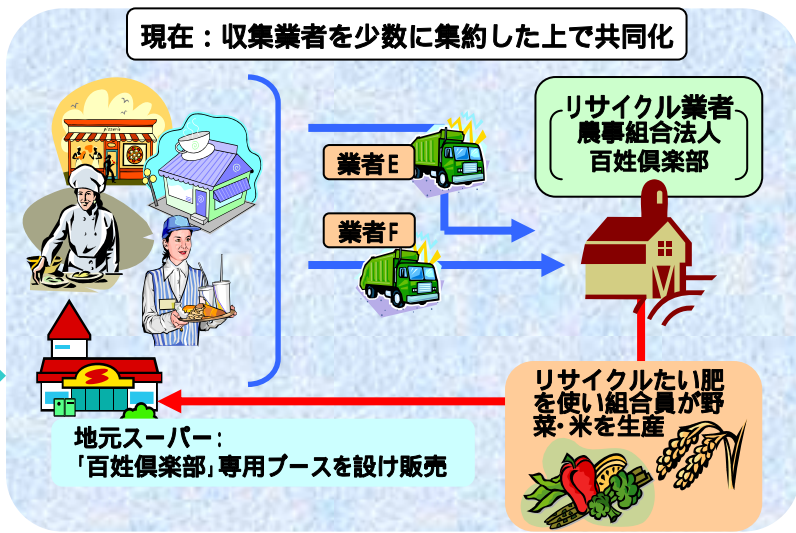 現在：収集業者を少数に集約した上で共同化
pizzeria
リサイクル業者
農事組合法人
百姓倶楽部
業者E
業者F
リサイクルたい肥
を使い組合員が野
菜・米を生産
地元スーパー：
「百姓倶楽部」専用ブースを設け販売